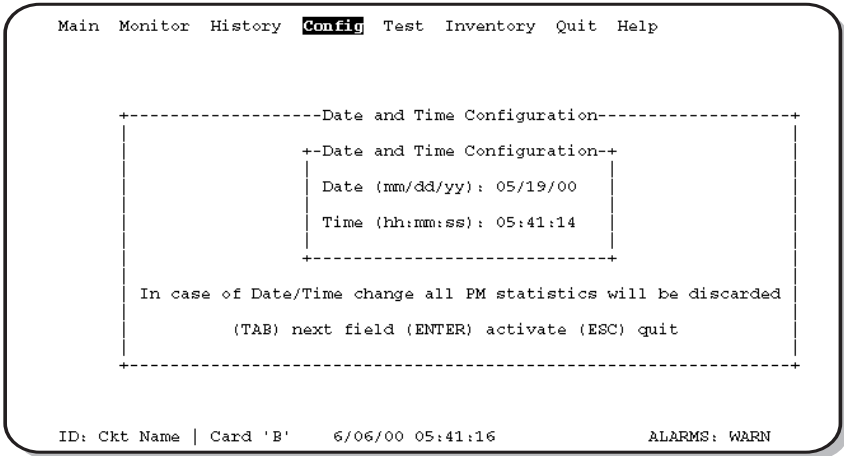 Main Monitor History Config Test Inventory Quit Help
Date and Time Configuration
Date and Time Configuration
Date (mm/dd/yy): 05/19/00
Time (hh:mm:ss): 05:41:14
In case of Date/Time change all PM statistics will be discarded
(TAB) next field (ENTER) activate (ESC) quit
ID: Ckt Name | Card 'B' 6/06/00 05:41:16 ALARMS: WARN